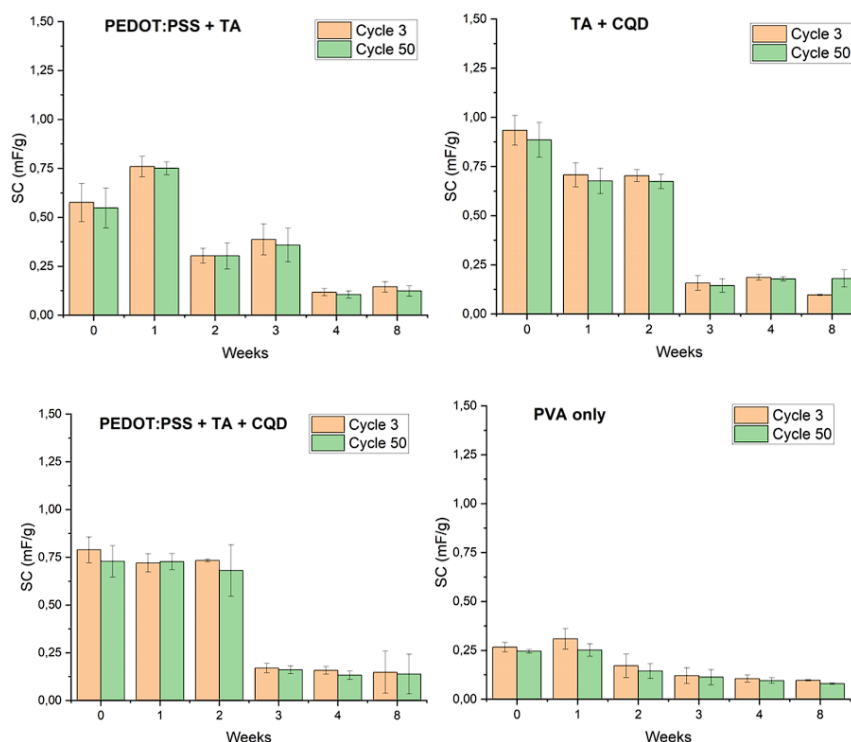 PEDOT:PSS + TA
Cycle 3
Cycle 50
SC (mF/g)
1,50
1,25
1,00
0,75
0,50
0,25
0,00
0 1 2 3 4 8
Weeks
TA + CQD
Cycle 3
Cycle 50
SC (mF/g)
1,50
1,25
1,00
0,75
0,50
0,25
0,00
0 1 2 3 4 8
Weeks
PEDOT:PSS + TA + CQD
Cycle 3
Cycle 50
SC (mF/g)
1,50
1,25
1,00
0,75
0,50
0,25
0,00
0 1 2 3 4 8
Weeks
PVA only
Cycle 3
Cycle 50
SC (mF/g)
1,50
1,25
1,00
0,75
0,50
0,25
0,00
0 1 2 3 4 8
Weeks